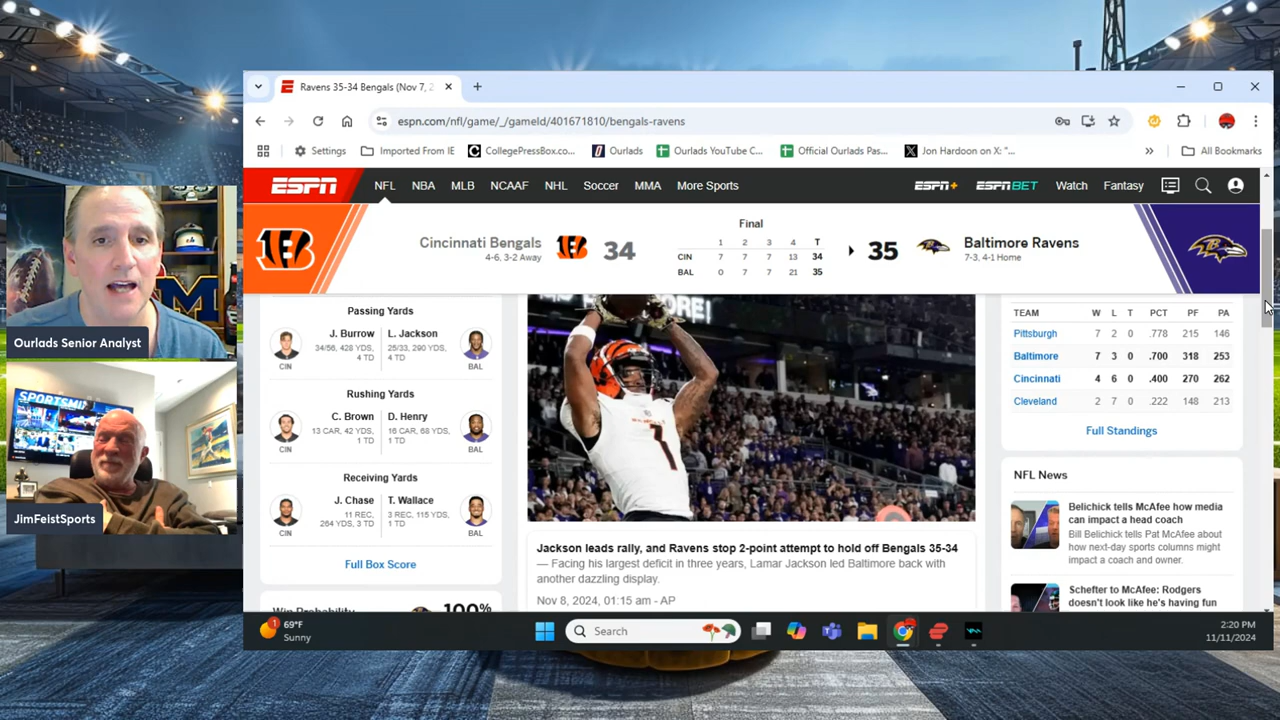 Ravens 35-34 Bengals (Nov 7, 2
espn.com/nfl/game/_/gameId/401671810/bengals-ravens
Settings
Imported From IE
CollegePressBox.co...
Ourlads
Ourlads YouTube C...
Official Ourlads Pas...
X
Jon Hardoon on X: "...
»
All Bookmarks
ESPN
NFL
NBA
MLB
NCAAF
NHL
Soccer
MMA
More Sports
ESPN+
ESPN BET
Watch
Fantasy
Cincinnati Bengals
4-6, 3-2 Away
34
Final
1 2 3 4 T
CIN 7 7 7 13 34
BAL 0 7 7 21 35
35
Baltimore Ravens
7-3, 4-1 Home
Passing Yards
J. Burrow
34/56, 428 YDS,
4 TD
CIN
L. Jackson
25/33, 290 YDS,
4 TD
BAL
Rushing Yards
C. Brown
13 CAR, 42 YDS,
1 TD
CIN
D. Henry
16 CAR, 68 YDS,
1 TD
BAL
Receiving Yards
J. Chase
11 REC,
264 YDS, 3 TD
CIN
T. Wallace
3 REC, 115 YDS,
1 TD
BAL
Full Box Score
Win Probability
100%
1
Jackson leads rally, and Ravens stop 2-point attempt to hold off Bengals 35-34
— Facing his largest deficit in three years, Lamar Jackson led Baltimore back with
another dazzling display.
Nov 8, 2024, 01:15 am - AP
TEAM W L T PCT PF PA
Pittsburgh 7 2 0 .778 215 146
Baltimore 7 3 0 .700 318 253
Cincinnati 4 6 0 .400 270 262
Cleveland 2 7 0 .222 148 213
Full Standings
NFL News
Belichick tells McAfee how media
can impact a head coach
Bill Belichick tells Pat McAfee about
how next-day sports columns might
impact a coach and owner.
Schefter to McAfee: Rodgers
doesn't look like he's having fun
M
Ourlads Senior Analyst
JimFeistSports
1
69°F
Sunny
Search
2:20 PM
11/11/2024